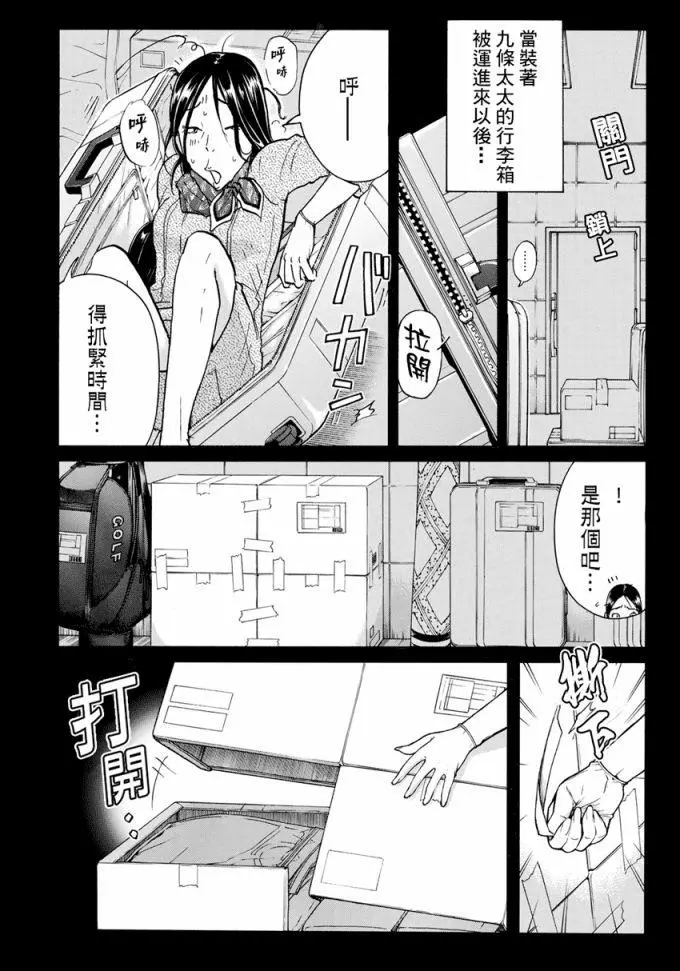 當裝著
九條太太的行李箱
被運進來以後…
關門
鎖上
……
拉開
呼——
呼哧
呼哧
バカン
得抓緊時間…
！
是那個吧…
GOLF
撕下
打開…